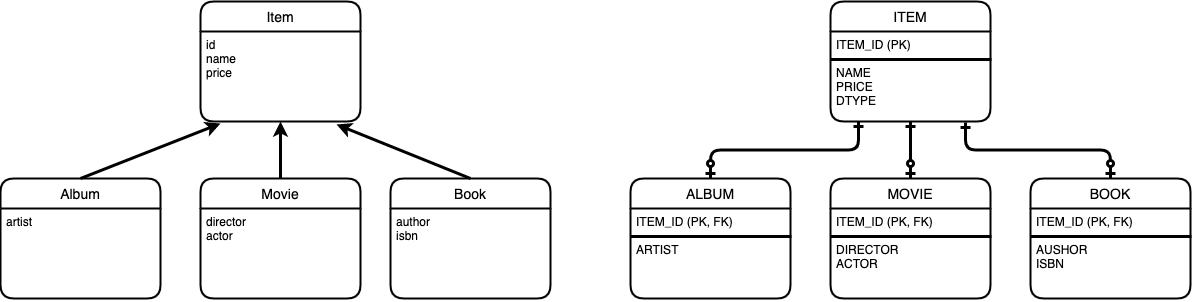 Item
id
name
price
Album
artist
Movie
director
actor
Book
author
isbn
ITEM
ITEM_ID (PK)
NAME
PRICE
DTYPE
ALBUM
ITEM_ID (PK, FK)
ARTIST
MOVIE
ITEM_ID (PK, FK)
DIRECTOR
ACTOR
BOOK
ITEM_ID (PK, FK)
AUSHOR
ISBN